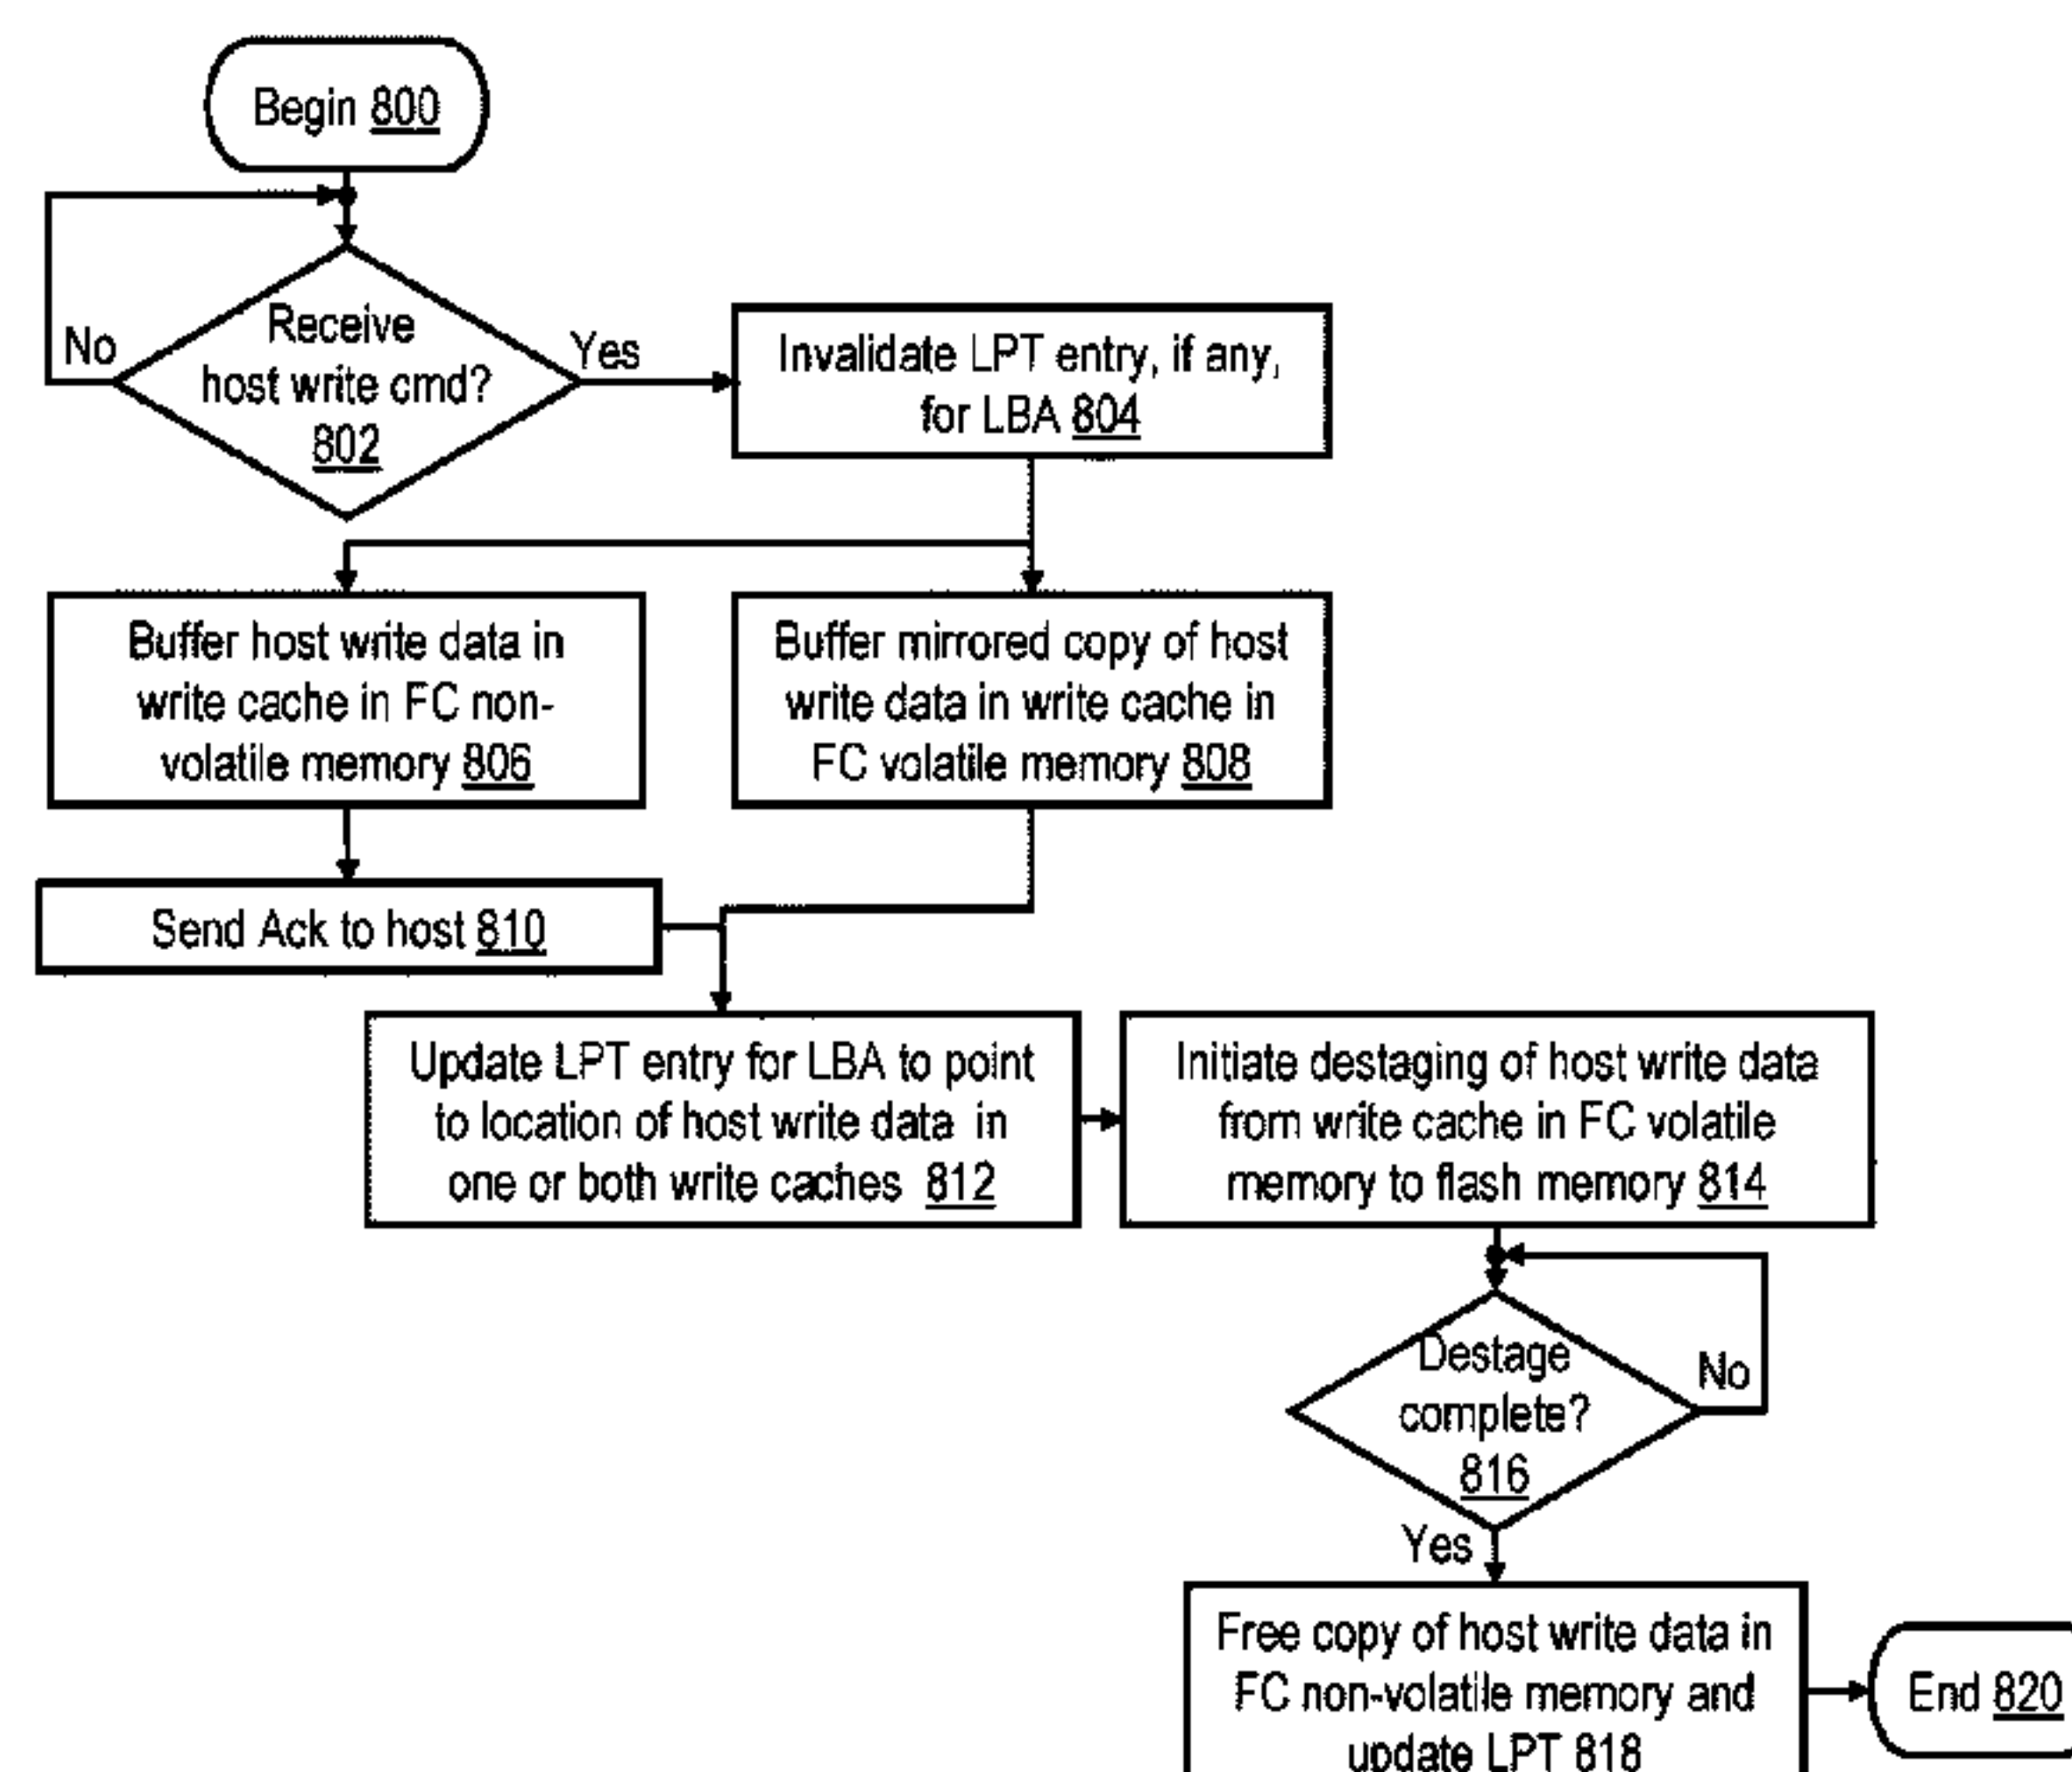 Begin 800
Receive
host write cmd?
802
No
Yes
Invalidate LPT entry, if any,
for LBA 804
Buffer host write data in
write cache in FC non-
volatile memory 806
Buffer mirrored copy of host
write data in write cache in
FC volatile memory 808
Send Ack to host 810
Update LPT entry for LBA to point
to location of host write data in
one or both write caches 812
Initiate destaging of host write data
from write cache in FC volatile
memory to flash memory 814
Destage
complete?
816
No
Yes
Free copy of host write data in
FC non-volatile memory and
update LPT 818
End 820